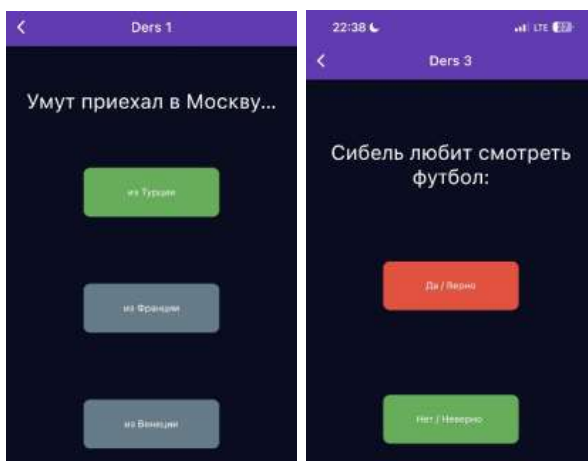 Ders 1
Умут приехал в Москву...
из Турции
из Франции
из Венеции
22:38
LTE
Ders 3
Сибель любит смотреть
футбол:
Да / Верно
Нет / Неверно